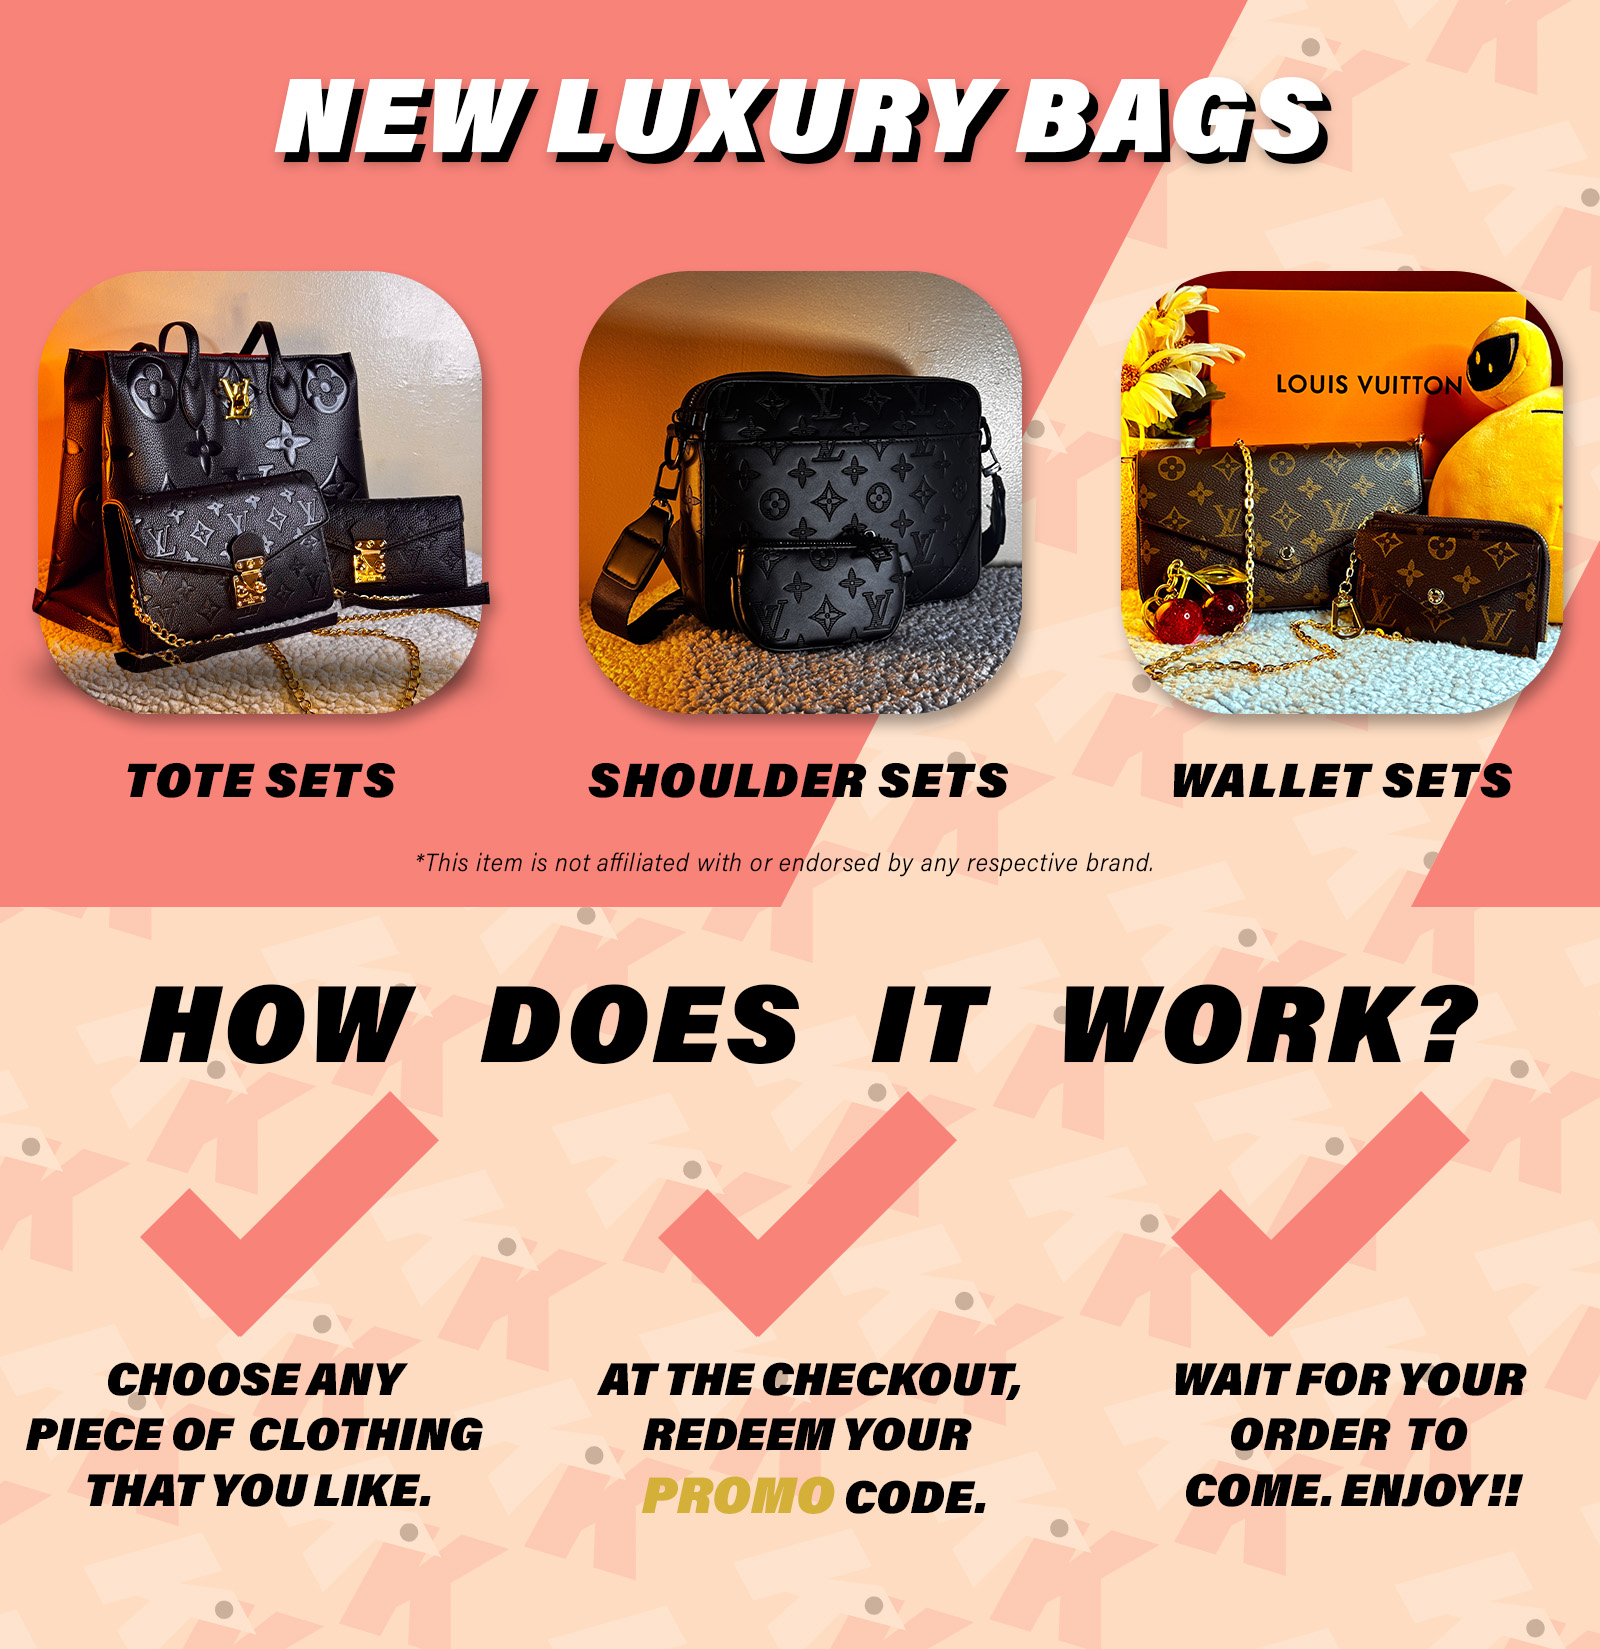 NEW LUXURY BAGS
LOUIS VUITTON
TOTE SETS
SHOULDER SETS
WALLET SETS
*This item is not affiliated with or endorsed by any respective brand.
HOW DOES IT WORK?
CHOOSE ANY
PIECE OF CLOTHING
THAT YOU LIKE.
AT THE CHECKOUT,
REDEEM YOUR
PROMO CODE.
WAIT FOR YOUR
ORDER TO
COME. ENJOY!!